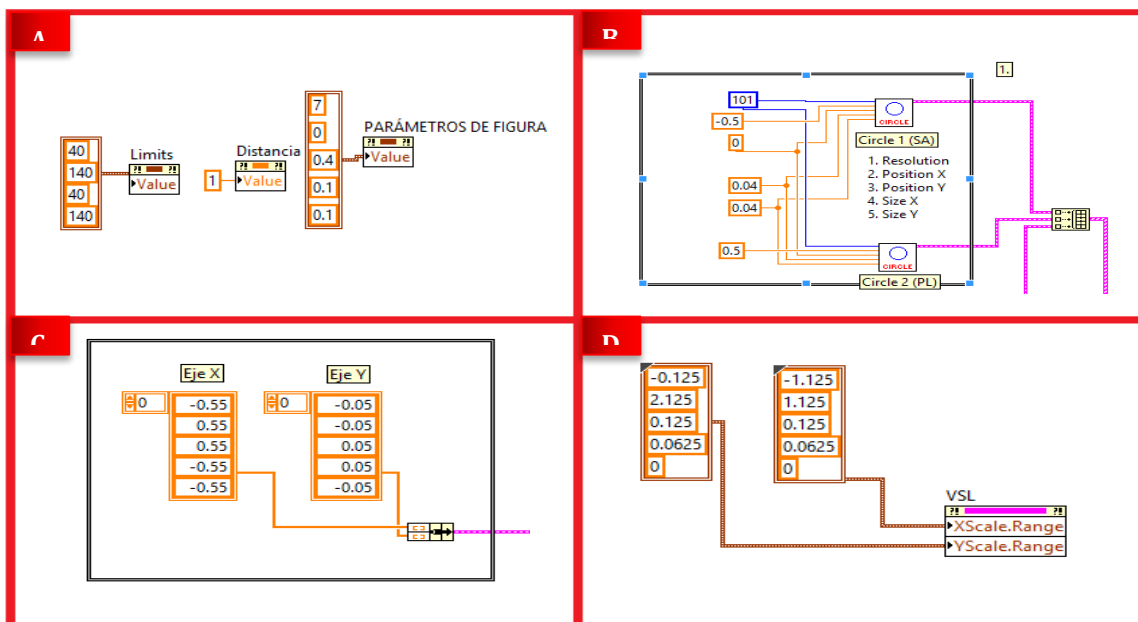 A
40
140
40
140
Limits
Value
Distancia
1
Value
7
0
0.4
0.1
0.1
PARÁMETROS DE FIGURA
Value
B
1.
101
-0.5
0
0.04
0.04
0.5
CIRCLE
Circle 1 (SA)
1. Resolution
2. Position X
3. Position Y
4. Size X
5. Size Y
CIRCLE
Circle 2 (PL)
C
Eje X
0
-0.55
0.55
0.55
-0.55
-0.55
Eje Y
0
-0.05
-0.05
0.05
0.05
-0.05
D
-0.125
2.125
0.125
0.0625
0
-1.125
1.125
0.125
0.0625
0
VSL
XScale.Range
YScale.Range